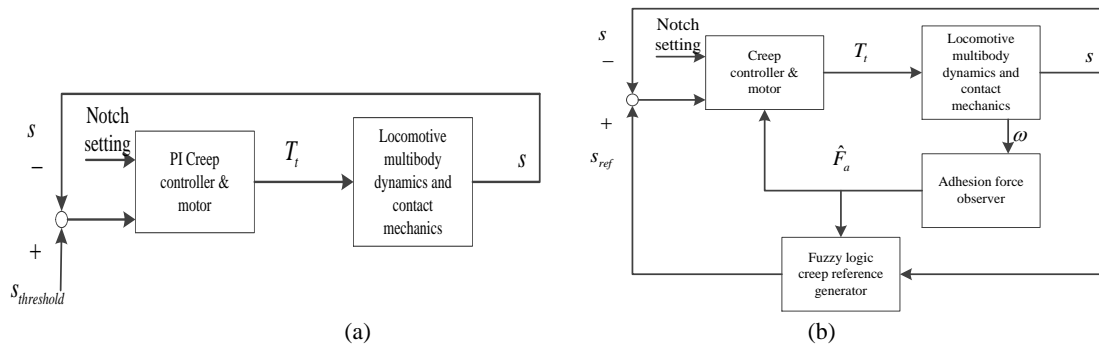 s
−
Notch
setting
+
s_threshold
PI Creep
controller &
motor
T_t
Locomotive
multibody
dynamics and
contact
mechanics
s
(a)
s
−
Notch
setting
+
s_ref
Creep
controller &
motor
T_t
Locomotive
multibody
dynamics and
contact
mechanics
s
ω
F̂_a
Adhesion force
observer
Fuzzy logic
creep reference
generator
(b)